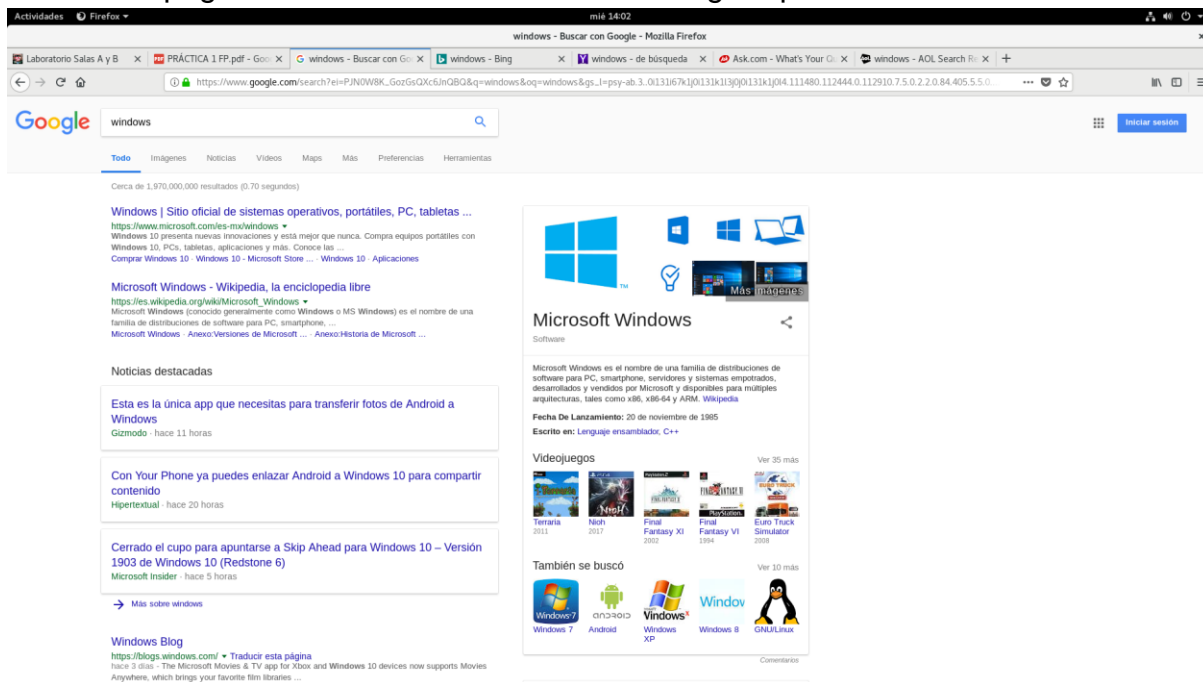 Actividades Firefox
mié 14:02
windows - Buscar con Google - Mozilla Firefox
Laboratorio Salas A y B
PRÁCTICA 1 FP.pdf - Goo
windows - Buscar con Go
windows - Bing
windows - de búsqueda
Ask.com - What's Your Q
windows - AOL Search Re
Google
windows
Iniciar sesión
Todo Imágenes Noticias Vídeos Maps Más Preferencias Herramientas
Cerca de 1,970,000,000 resultados (0.70 segundos)
Windows | Sitio oficial de sistemas operativos, portátiles, PC, tabletas ...
https://www.microsoft.com/es-mx/windows
Windows 10 presenta nuevas innovaciones y está mejor que nunca. Compra equipos portátiles con
Windows 10, PCs, tabletas, aplicaciones y más. Conoce las ...
Comprar Windows 10 · Windows 10 - Microsoft Store ... · Windows 10 · Aplicaciones
Microsoft Windows - Wikipedia, la enciclopedia libre
https://es.wikipedia.org/wiki/Microsoft_Windows
Microsoft Windows (conocido generalmente como Windows o MS Windows) es el nombre de una
familia de distribuciones de software para PC, smartphone, ...
Microsoft Windows · Anexo:Versiones de Microsoft ... · Anexo:Historia de Microsoft ...
Noticias destacadas
Esta es la única app que necesitas para transferir fotos de Android a
Windows
Gizmodo · hace 11 horas
Con Your Phone ya puedes enlazar Android a Windows 10 para compartir
contenido
Hipertextual · hace 20 horas
Cerrado el cupo para apuntarse a Skip Ahead para Windows 10 – Versión
1903 de Windows 10 (Redstone 6)
Microsoft Insider · hace 5 horas
Más sobre windows
Windows Blog
https://blogs.windows.com/ Traducir esta página
hace 3 días - The Microsoft Movies & TV app for Xbox and Windows 10 devices now supports Movies
Anywhere, which brings your favorite film libraries ...
TM
Más imágenes
Microsoft Windows
Software
Microsoft Windows es el nombre de una familia de distribuciones de
software para PC, smartphone, servidores y sistemas empotrados,
desarrollados y vendidos por Microsoft y disponibles para múltiples
arquitecturas, tales como x86, x86-64 y ARM. Wikipedia
Fecha De Lanzamiento: 20 de noviembre de 1985
Escrito en: Lenguaje ensamblador, C++
Videojuegos
Ver 35 más
Terraria
2011
Nioh
2017
Final
Fantasy XI
2002
Final
Fantasy VI
1994
Euro Truck
Simulator
2008
También se buscó
Ver 10 más
Windows 7
Android
Windows
XP
Windows 8
GNU/Linux
Comentarios